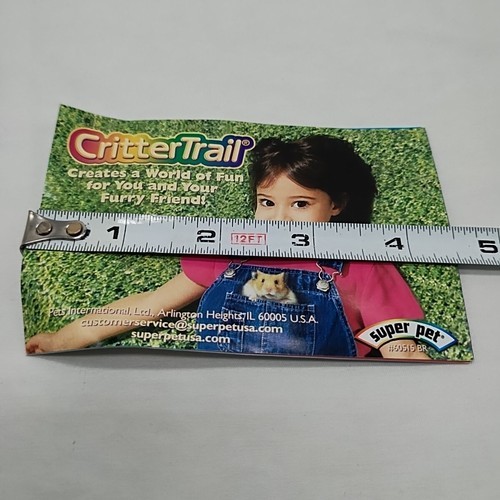 CritterTrail®
Creates a World of Fun
for You and Your
Furry Friend!
1 2 12FT 3 4 5
Pets International, Ltd., Arlington Heights, IL 60005 U.S.A.
customerservice@superpetusa.com
superpetusa.com
super pet®